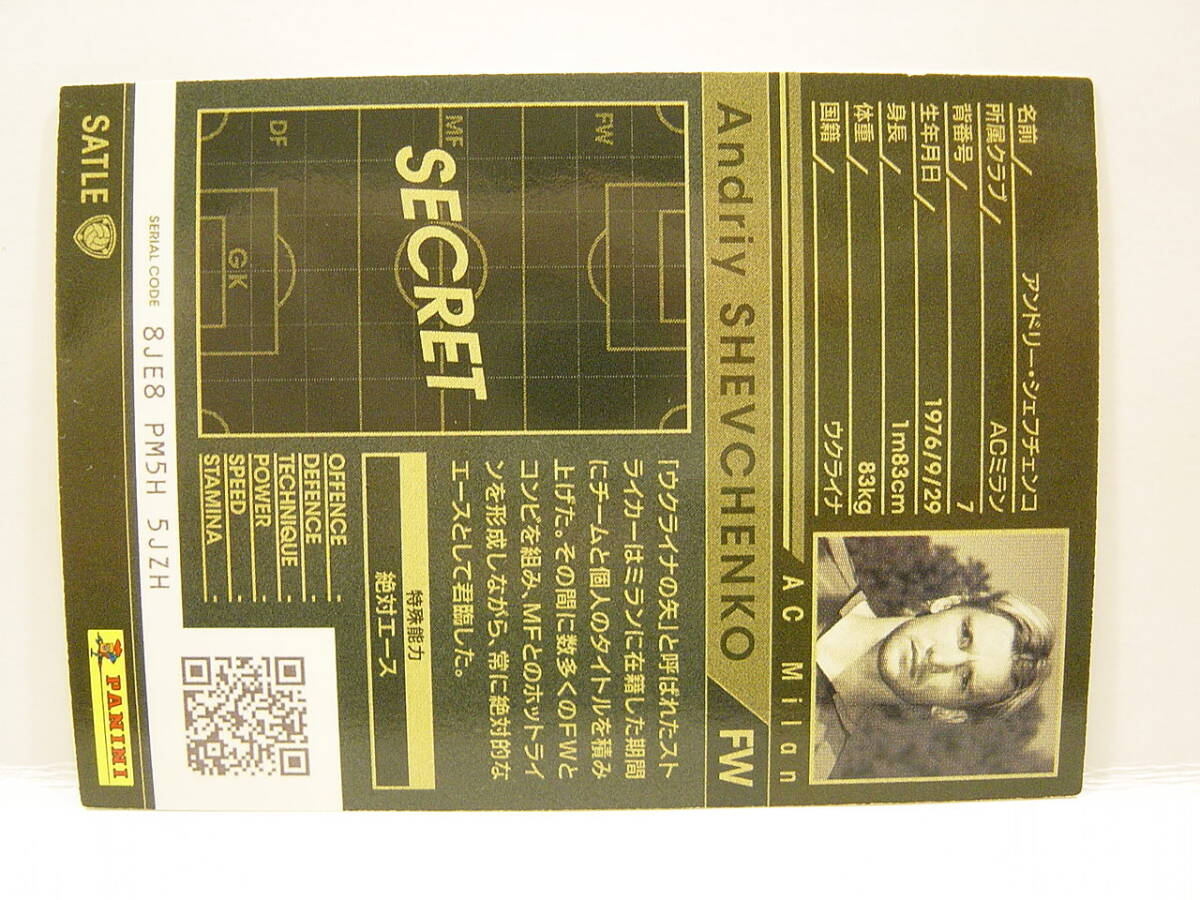 名前／ アンドリー・シェフチェンコ
所属クラブ／ ACミラン
背番号／ 7
生年月日／ 1976/9/29
身長／ 1m83cm
体重／ 83kg
国籍／ ウクライナ
AC Milan
Andriy SHEVCHENKO FW
FW
MF
DF
GK
SECRET
「ウクライナの矢」と呼ばれたスト
ライカーはミランに在籍した期間
にチームと個人のタイトルを積み
上げた。その間に数多くのFWと
コンビを組み、MFとのホットライ
ンを形成しながら、常に絶対的な
エースとして君臨した。
特殊能力
絶対エース
OFFENCE -
DEFENCE -
TECHNIQUE -
POWER -
SPEED -
STAMINA -
SERIAL CODE 8JE8 PM5H 5JZH
SATLE
PANINI